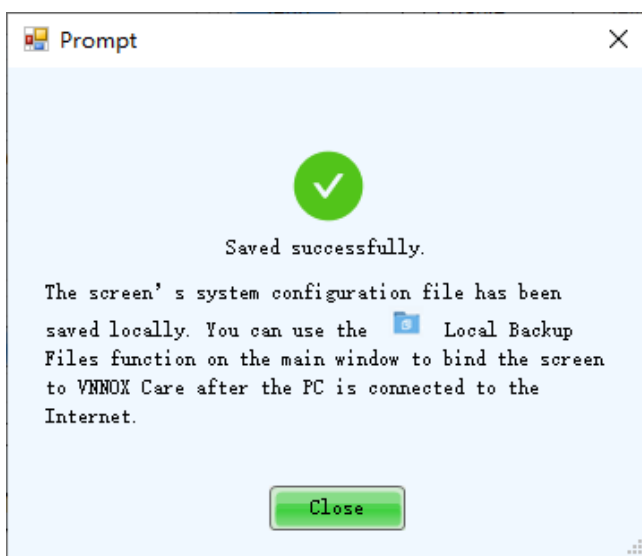 Prompt
Saved successfully.
The screen's system configuration file has been
saved locally. You can use the Local Backup
Files function on the main window to bind the screen
to VNNOX Care after the PC is connected to the
Internet.
Close